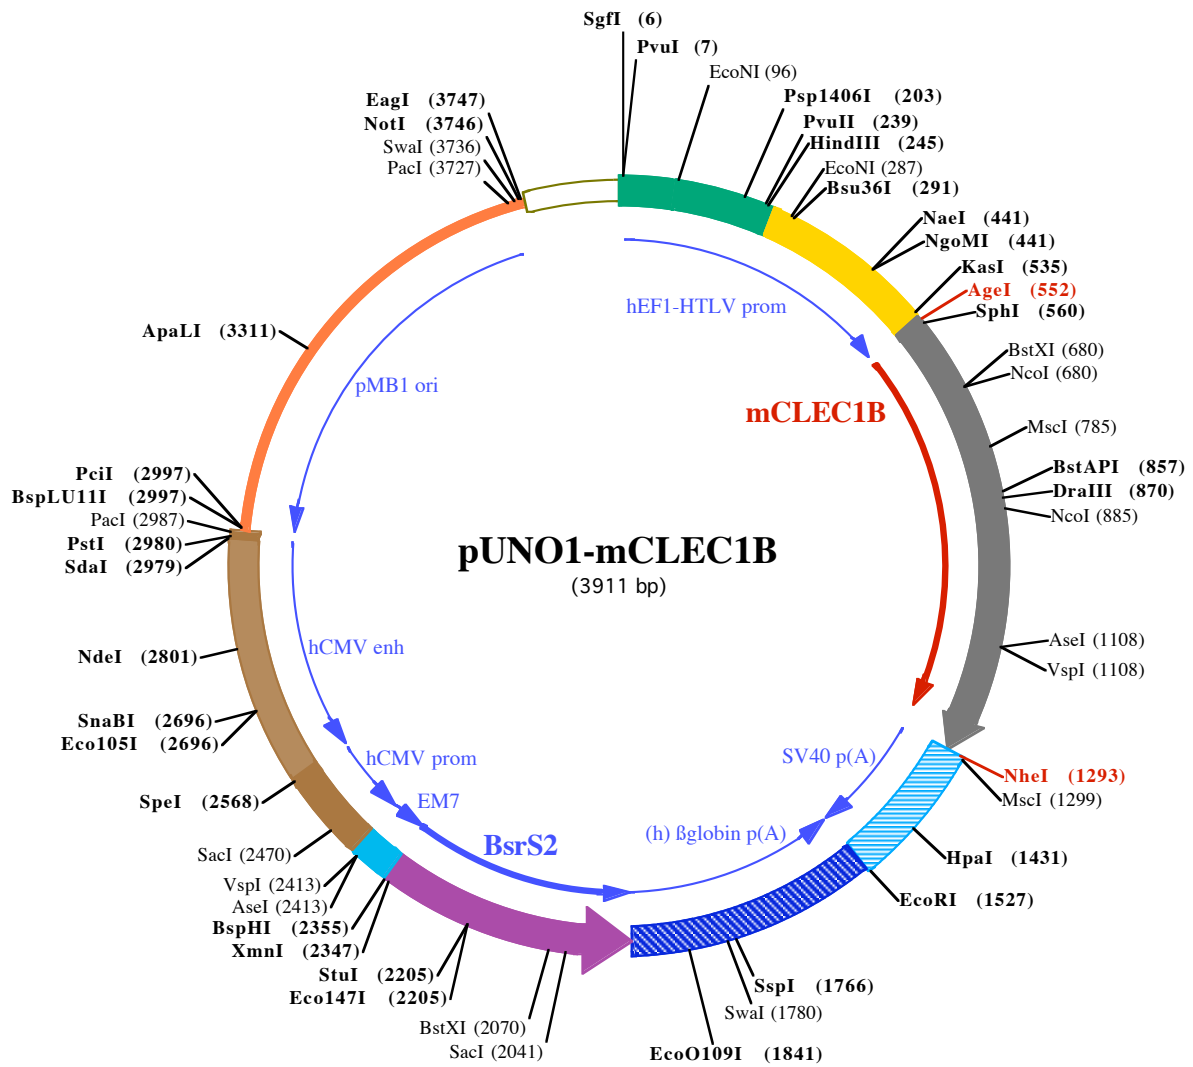 SgfI (6)
PvuI (7)
EcoNI (96)
Psp1406I (203)
PvuII (239)
HindIII (245)
EcoNI (287)
Bsu36I (291)
NaeI (441)
NgoMI (441)
KasI (535)
AgeI (552)
SphI (560)
BstXI (680)
NcoI (680)
MscI (785)
BstAPI (857)
DraIII (870)
NcoI (885)
AseI (1108)
VspI (1108)
NheI (1293)
MscI (1299)
HpaI (1431)
EcoRI (1527)
SspI (1766)
SwaI (1780)
EcoO109I (1841)
SacI (2041)
BstXI (2070)
Eco147I (2205)
StuI (2205)
XmnI (2347)
BspHI (2355)
AseI (2413)
VspI (2413)
SacI (2470)
SpeI (2568)
Eco105I (2696)
SnaBI (2696)
NdeI (2801)
SdaI (2979)
PstI (2980)
PacI (2987)
BspLU11I (2997)
PciI (2997)
ApaLI (3311)
PacI (3727)
SwaI (3736)
NotI (3746)
EagI (3747)
hEF1-HTLV prom
mCLEC1B
SV40 p(A)
(h) ßglobin p(A)
BsrS2
EM7
hCMV prom
hCMV enh
pMB1 ori
pUNO1-mCLEC1B
(3911 bp)